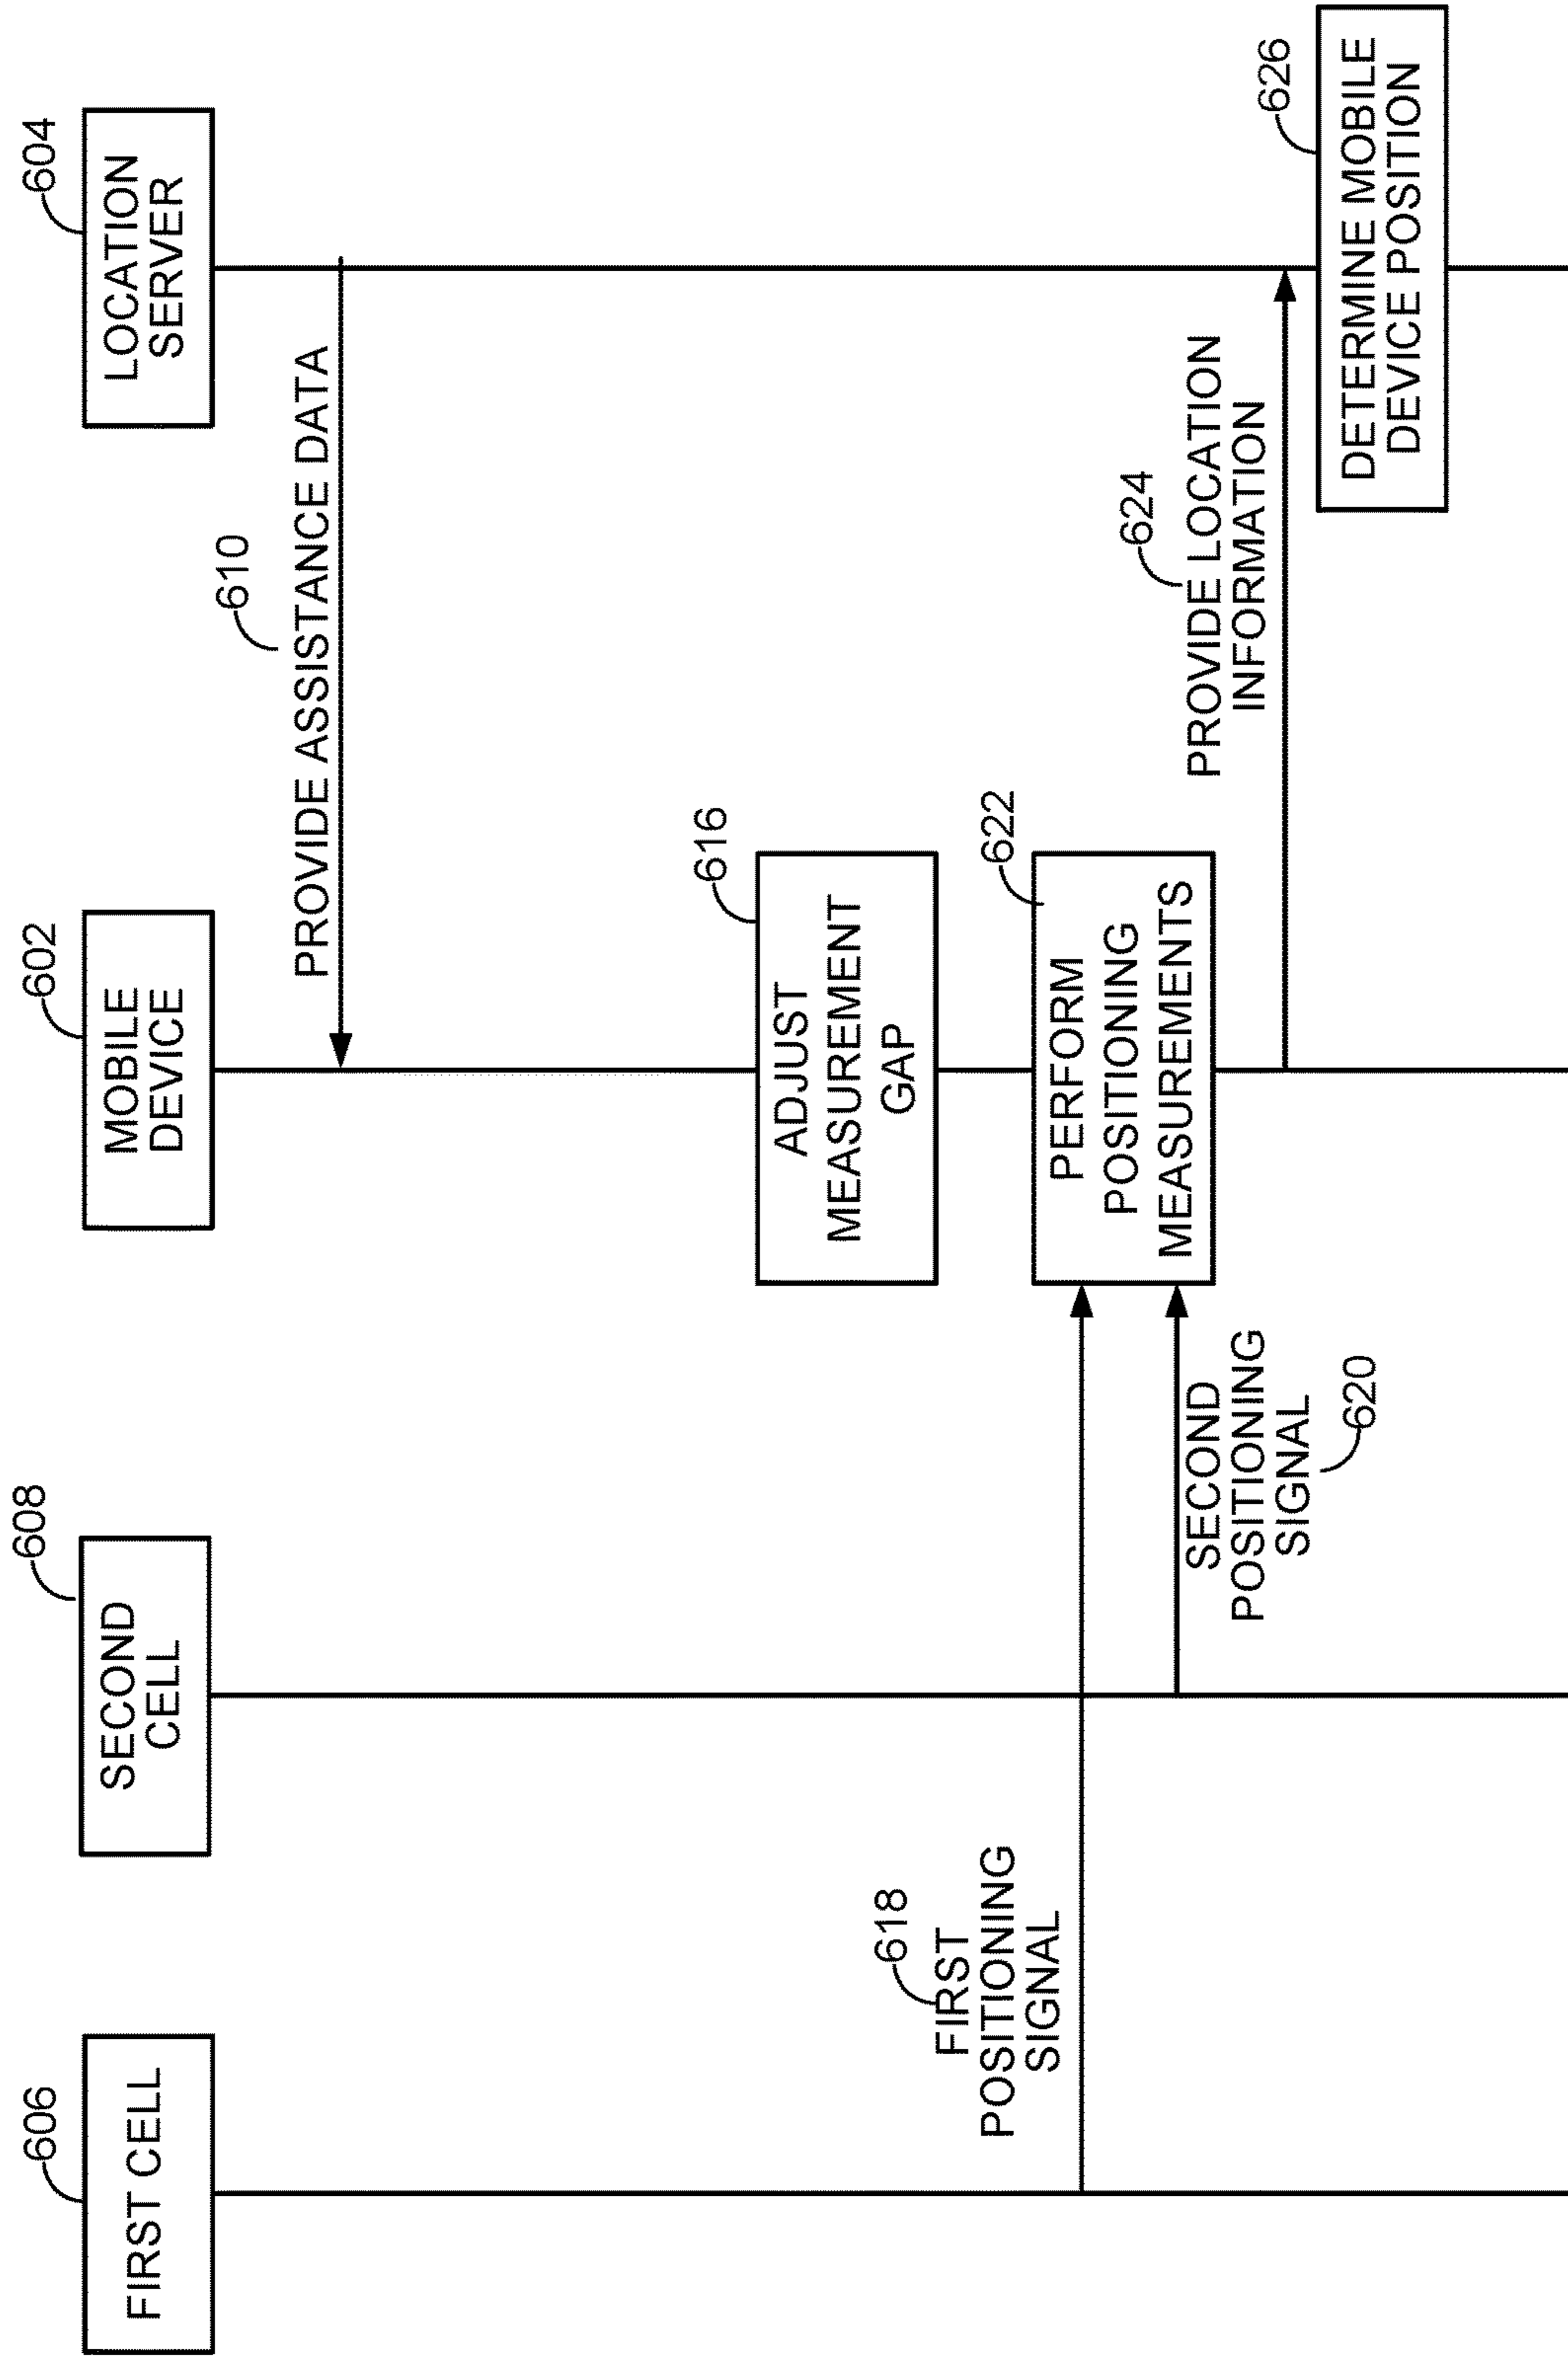 606
FIRST CELL
608
SECOND
CELL
602
MOBILE
DEVICE
604
LOCATION
SERVER
610
PROVIDE ASSISTANCE DATA
616
ADJUST
MEASUREMENT
GAP
618
FIRST
POSITIONING
SIGNAL
622
PERFORM
POSITIONING
MEASUREMENTS
SECOND
POSITIONING
SIGNAL
620
624
PROVIDE LOCATION
INFORMATION
626
DETERMINE MOBILE
DEVICE POSITION